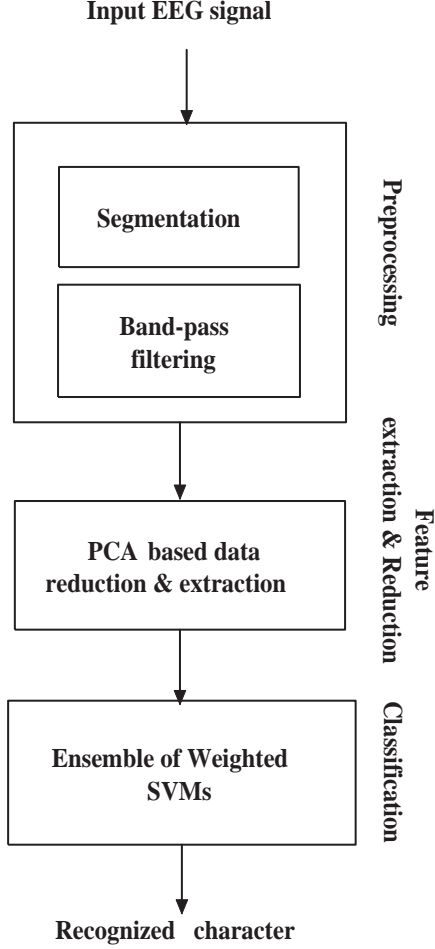 Input EEG signal
Segmentation
Band-pass
filtering
Preprocessing
PCA based data
reduction & extraction
Feature
extraction & Reduction
Ensemble of Weighted
SVMs
Classification
Recognized character